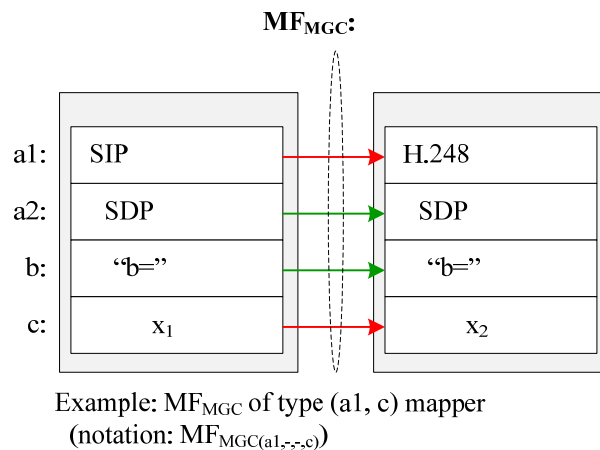 MFMGC:
a1: SIP H.248
a2: SDP SDP
b: “b=” “b=”
c: x1 x2
Example: MFMGC of type (a1, c) mapper
(notation: MFMGC(a1,-,-,c))